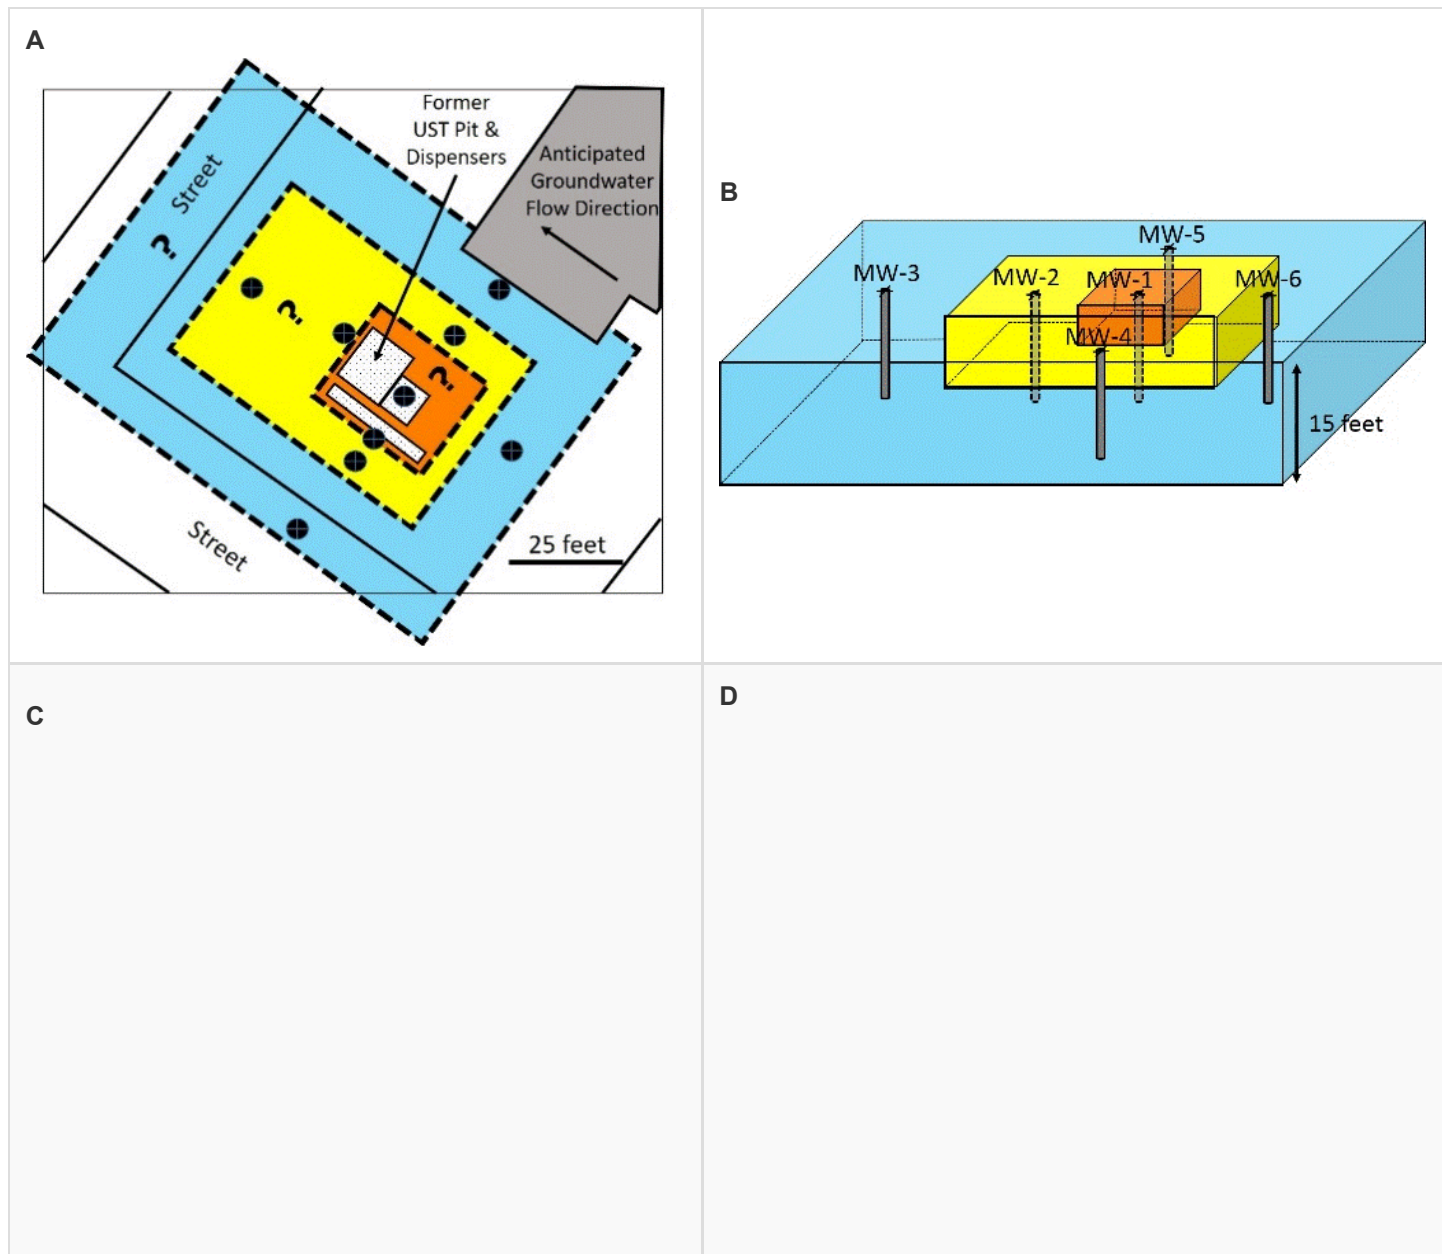 A
Former
UST Pit &
Dispensers
Anticipated
Groundwater
Flow Direction
Street
?
?
?
Street
25 feet
B
MW-5
MW-3
MW-2
MW-1
MW-6
MW-4
15 feet
C
D